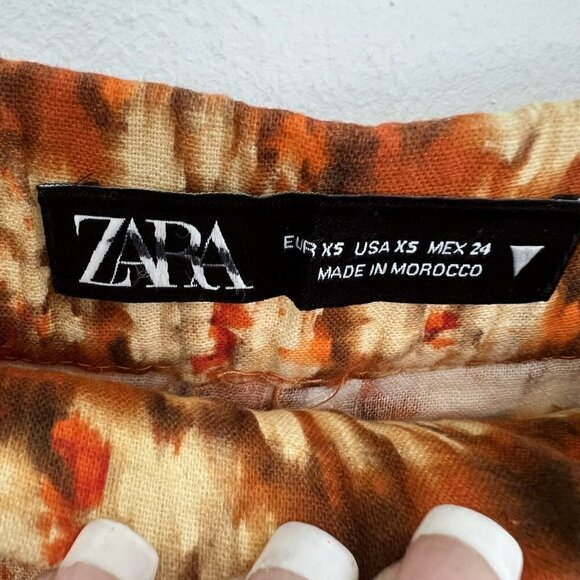 ZARA
EUR XS USA XS MEX 24
MADE IN MOROCCO